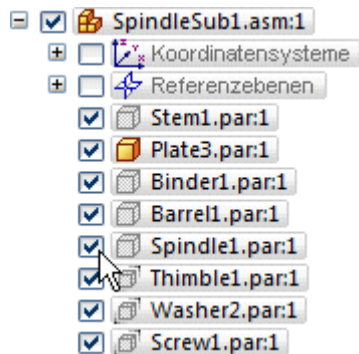 SpindleSub1.asm:1
Koordinatensysteme
Referenzebenen
Stem1.par:1
Plate3.par:1
Binder1.par:1
Barrel1.par:1
Spindle1.par:1
Thimble1.par:1
Washer2.par:1
Screw1.par:1